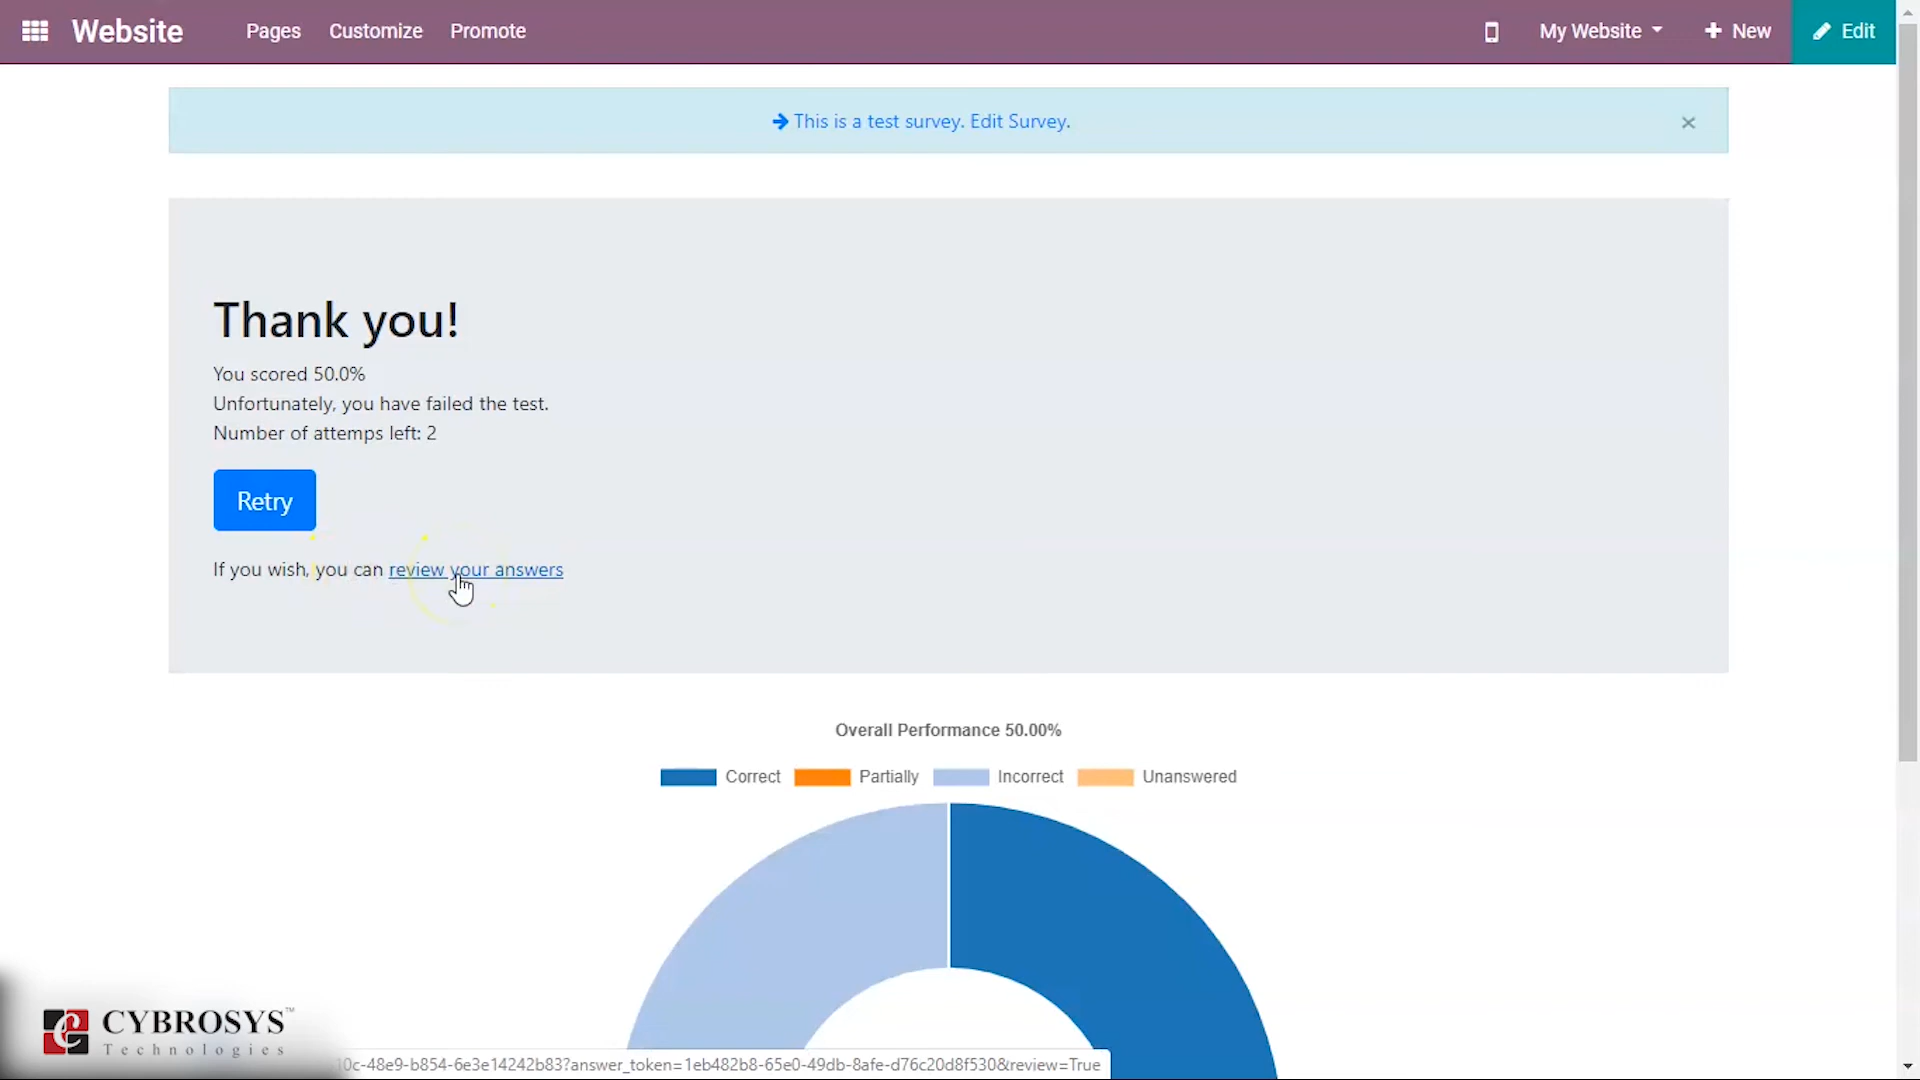 Website Pages Customize Promote My Website + New Edit
This is a test survey. Edit Survey. ×
Thank you!
You scored 50.0%
Unfortunately, you have failed the test.
Number of attemps left: 2
Retry
If you wish, you can review your answers
Overall Performance 50.00%
Correct Partially Incorrect Unanswered
CYBROSYS™
Technologies
10c-48e9-b854-6e3e14242b83?answer_token=1eb482b8-65e0-49db-8afe-d76c20d8f530&review=True